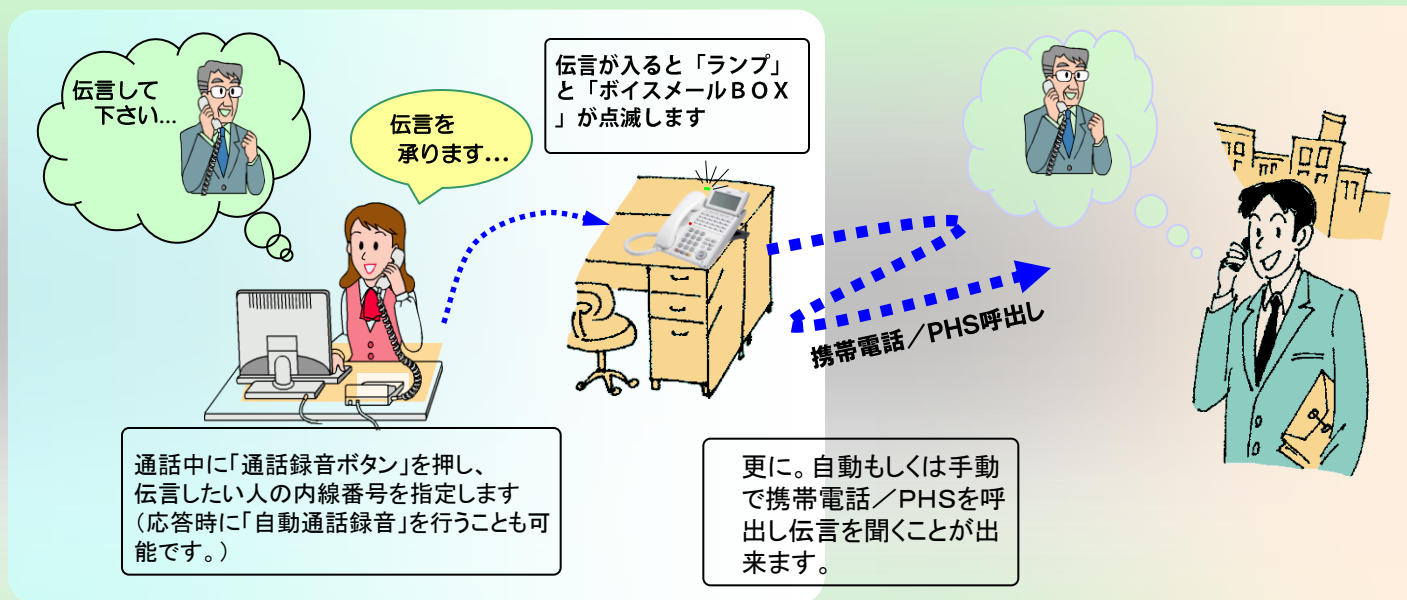 伝言して
下さい...
伝言を
承ります...
伝言が入ると「ランプ」
と「ボイスメールＢＯＸ
」が点滅します
携帯電話／PHS呼出し
通話中に「通話録音ボタン」を押し、
伝言したい人の内線番号を指定します
（応答時に「自動通話録音」を行うことも可
能です。）
更に。自動もしくは手動
で携帯電話／PHSを呼
出し伝言を聞くことが出
来ます。